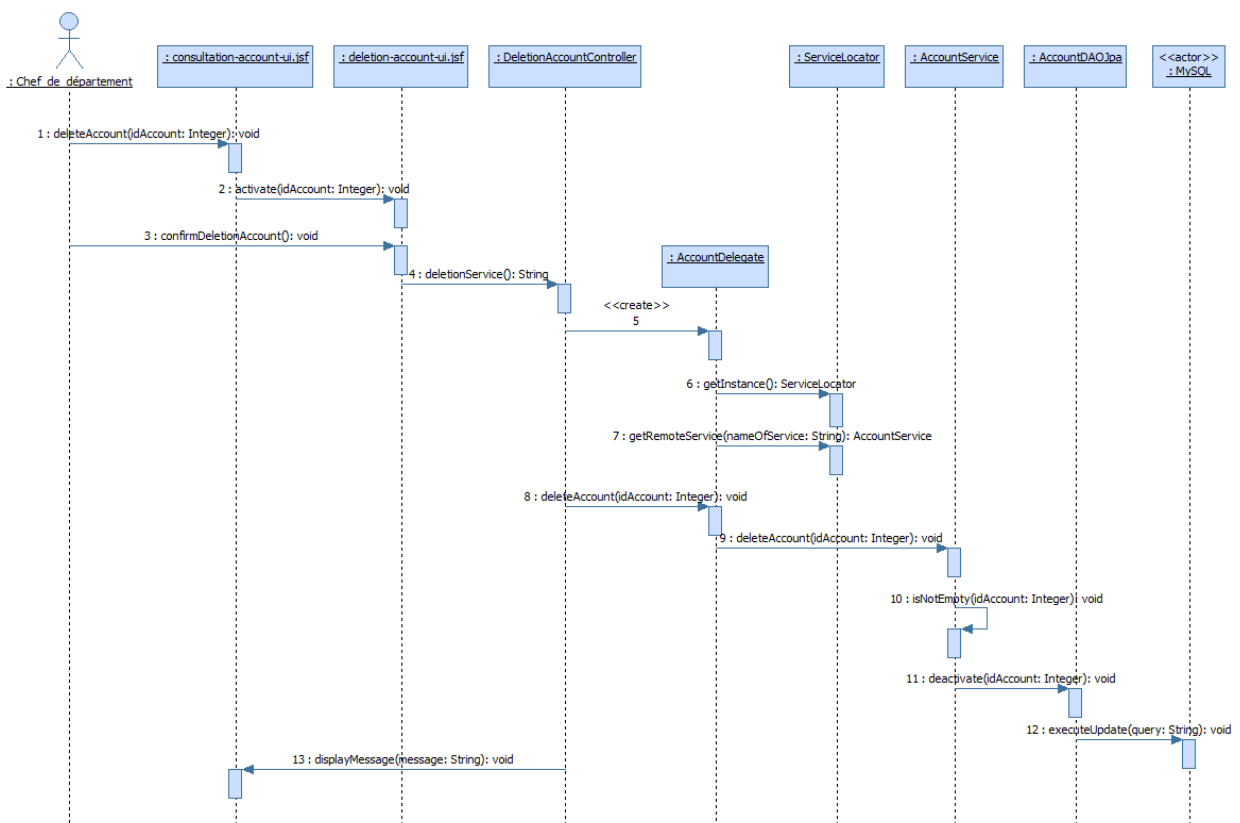 : Chef de département
: consultation-account-ui.jsf
: deletion-account-ui.jsf
: DeletionAccountController
: ServiceLocator
: AccountService
: AccountDAOJpa
<<actor>>
: MySQL
1 : deleteAccount(idAccount: Integer): void
2 : activate(idAccount: Integer): void
3 : confirmDeletionAccount(): void
: AccountDelegate
4 : deletionService(): String
<<create>>
5
6 : getInstance(): ServiceLocator
7 : getRemoteService(nameOfService: String): AccountService
8 : deleteAccount(idAccount: Integer): void
9 : deleteAccount(idAccount: Integer): void
10 : isNotEmpty(idAccount: Integer): void
11 : deactivate(idAccount: Integer): void
12 : executeUpdate(query: String): void
13 : displayMessage(message: String): void